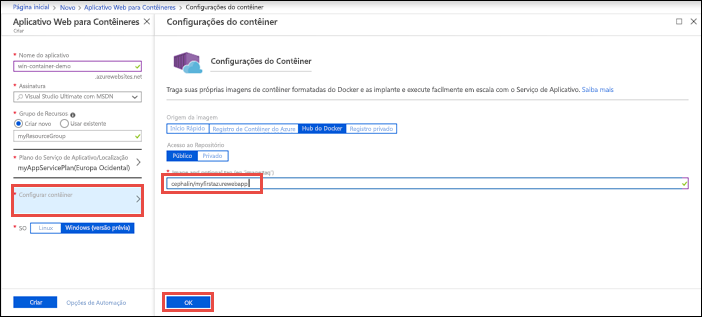 Página inicial > Novo > Aplicativo Web para Contêineres > Configurações do contêiner
Aplicativo Web para Contêine
Criar
* Nome do aplicativo
win-container-demo
.azurewebsites.net
* Assinatura
Visual Studio Ultimate com MSDN
* Grupo de Recursos
Criar novo Usar existente
myResourceGroup
* Plano do Serviço de Aplicativo/Localização
myAppServicePlan(Europa Ocidental)
* Configurar contêiner
* SO Linux Windows (versão prévia)
Criar Opções de Automação
Configurações do contêiner
Configurações do Contêiner
Traga suas próprias imagens de contêiner formatadas do Docker e as implante e execute facilmente em escala com o Serviço de Aplicativo. Saiba mais
Origem da imagem
Início Rápido Registro de Contêiner do Azure Hub do Docker Registro privado
Acesso ao Repositório
Público Privado
cephalin/myfirstazurewebapp
OK